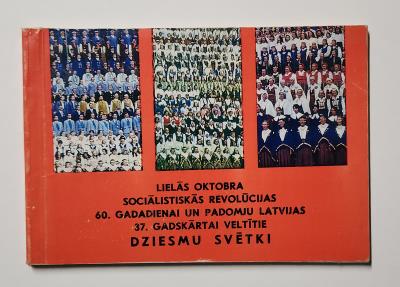 LIELĀS OKTOBRA
SOCIĀLISTISKĀS REVOLŪCIJAS
60. GADADIENAI UN PADOMJU LATVIJAS
37. GADSKĀRTAI VELTĪTIE
DZIESMU SVĒTKI